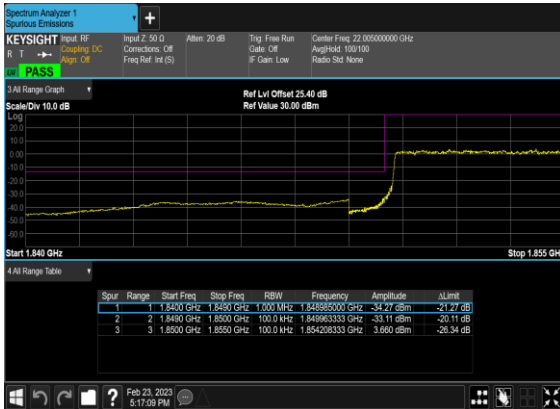 Spectrum Analyzer 1
Spurious Emissions
+
KEYSIGHT Input: RF Input Z: 50 Ω Atten: 20 dB Trig: Free Run Center Freq: 22.005000000 GHz
R T Coupling: DC Corrections: Off Gate: Off Avg|Hold: 100/100
Align: Off Freq Ref: Int (S) IF Gain: Low Radio Std: None
PASS
3 All Range Graph Ref Lvl Offset 25.40 dB
Scale/Div 10.0 dB Ref Value 30.00 dBm
Log
20.0
10.0
0.00
-10.0
-20.0
-30.0
-40.0
-50.0
-60.0
Start 1.840 GHz Stop 1.855 GH
4 All Range Table
Spur Range Start Freq Stop Freq RBW Frequency Amplitude ΔLimit
1 1 1.8400 GHz 1.8490 GHz 1.000 MHz 1.848985000 GHz -34.27 dBm -21.27 dB
2 2 1.8490 GHz 1.8500 GHz 100.0 kHz 1.849963333 GHz -33.11 dBm -20.11 dB
3 3 1.8500 GHz 1.8550 GHz 100.0 kHz 1.854208333 GHz 3.660 dBm -26.34 dB
? Feb 23, 2023
5:17:09 PM